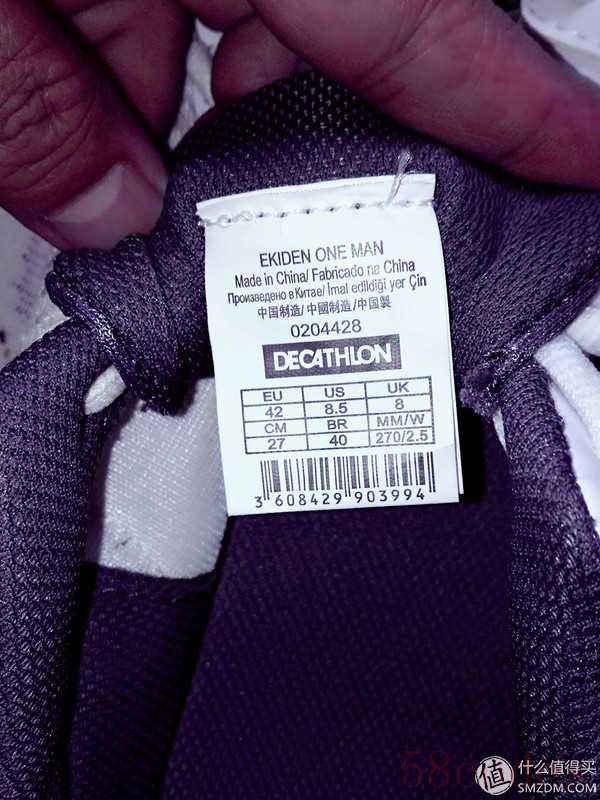 EKIDEN ONE MAN
Made in China/ Fabricado na China
Произведено в Китае/ İmal edildiği yer Çin
中国制造/ 中國制造/ 中国製
0204428
DECATHLON
EU US UK
42 8.5 8
CM BR MM/W
27 40 270/2.5
3 608429 903994
值 什么值得买
SMZDM.COM